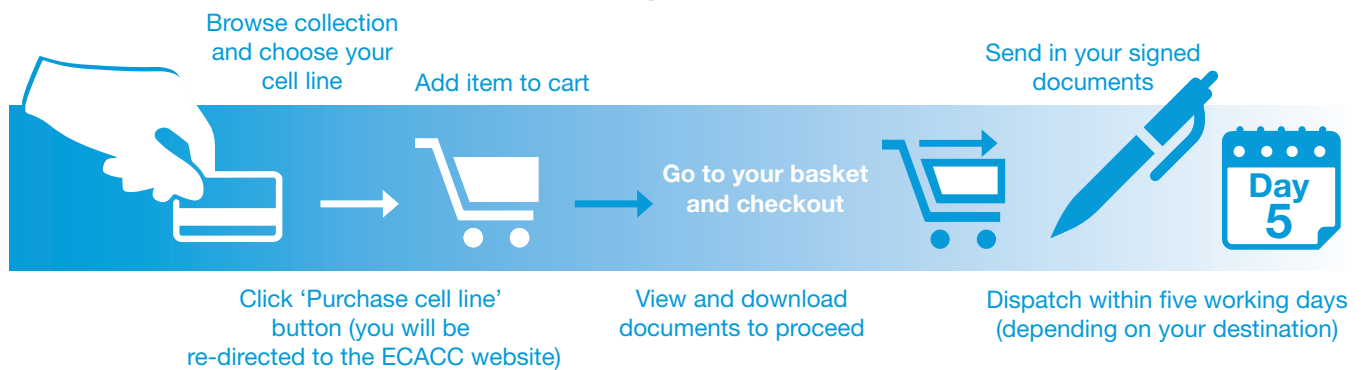 Browse collection
and choose your
cell line
Click ‘Purchase cell line’
button (you will be
re-directed to the ECACC website)
Add item to cart
Go to your basket
and checkout
View and download
documents to proceed
Send in your signed
documents
Day
5
Dispatch within five working days
(depending on your destination)